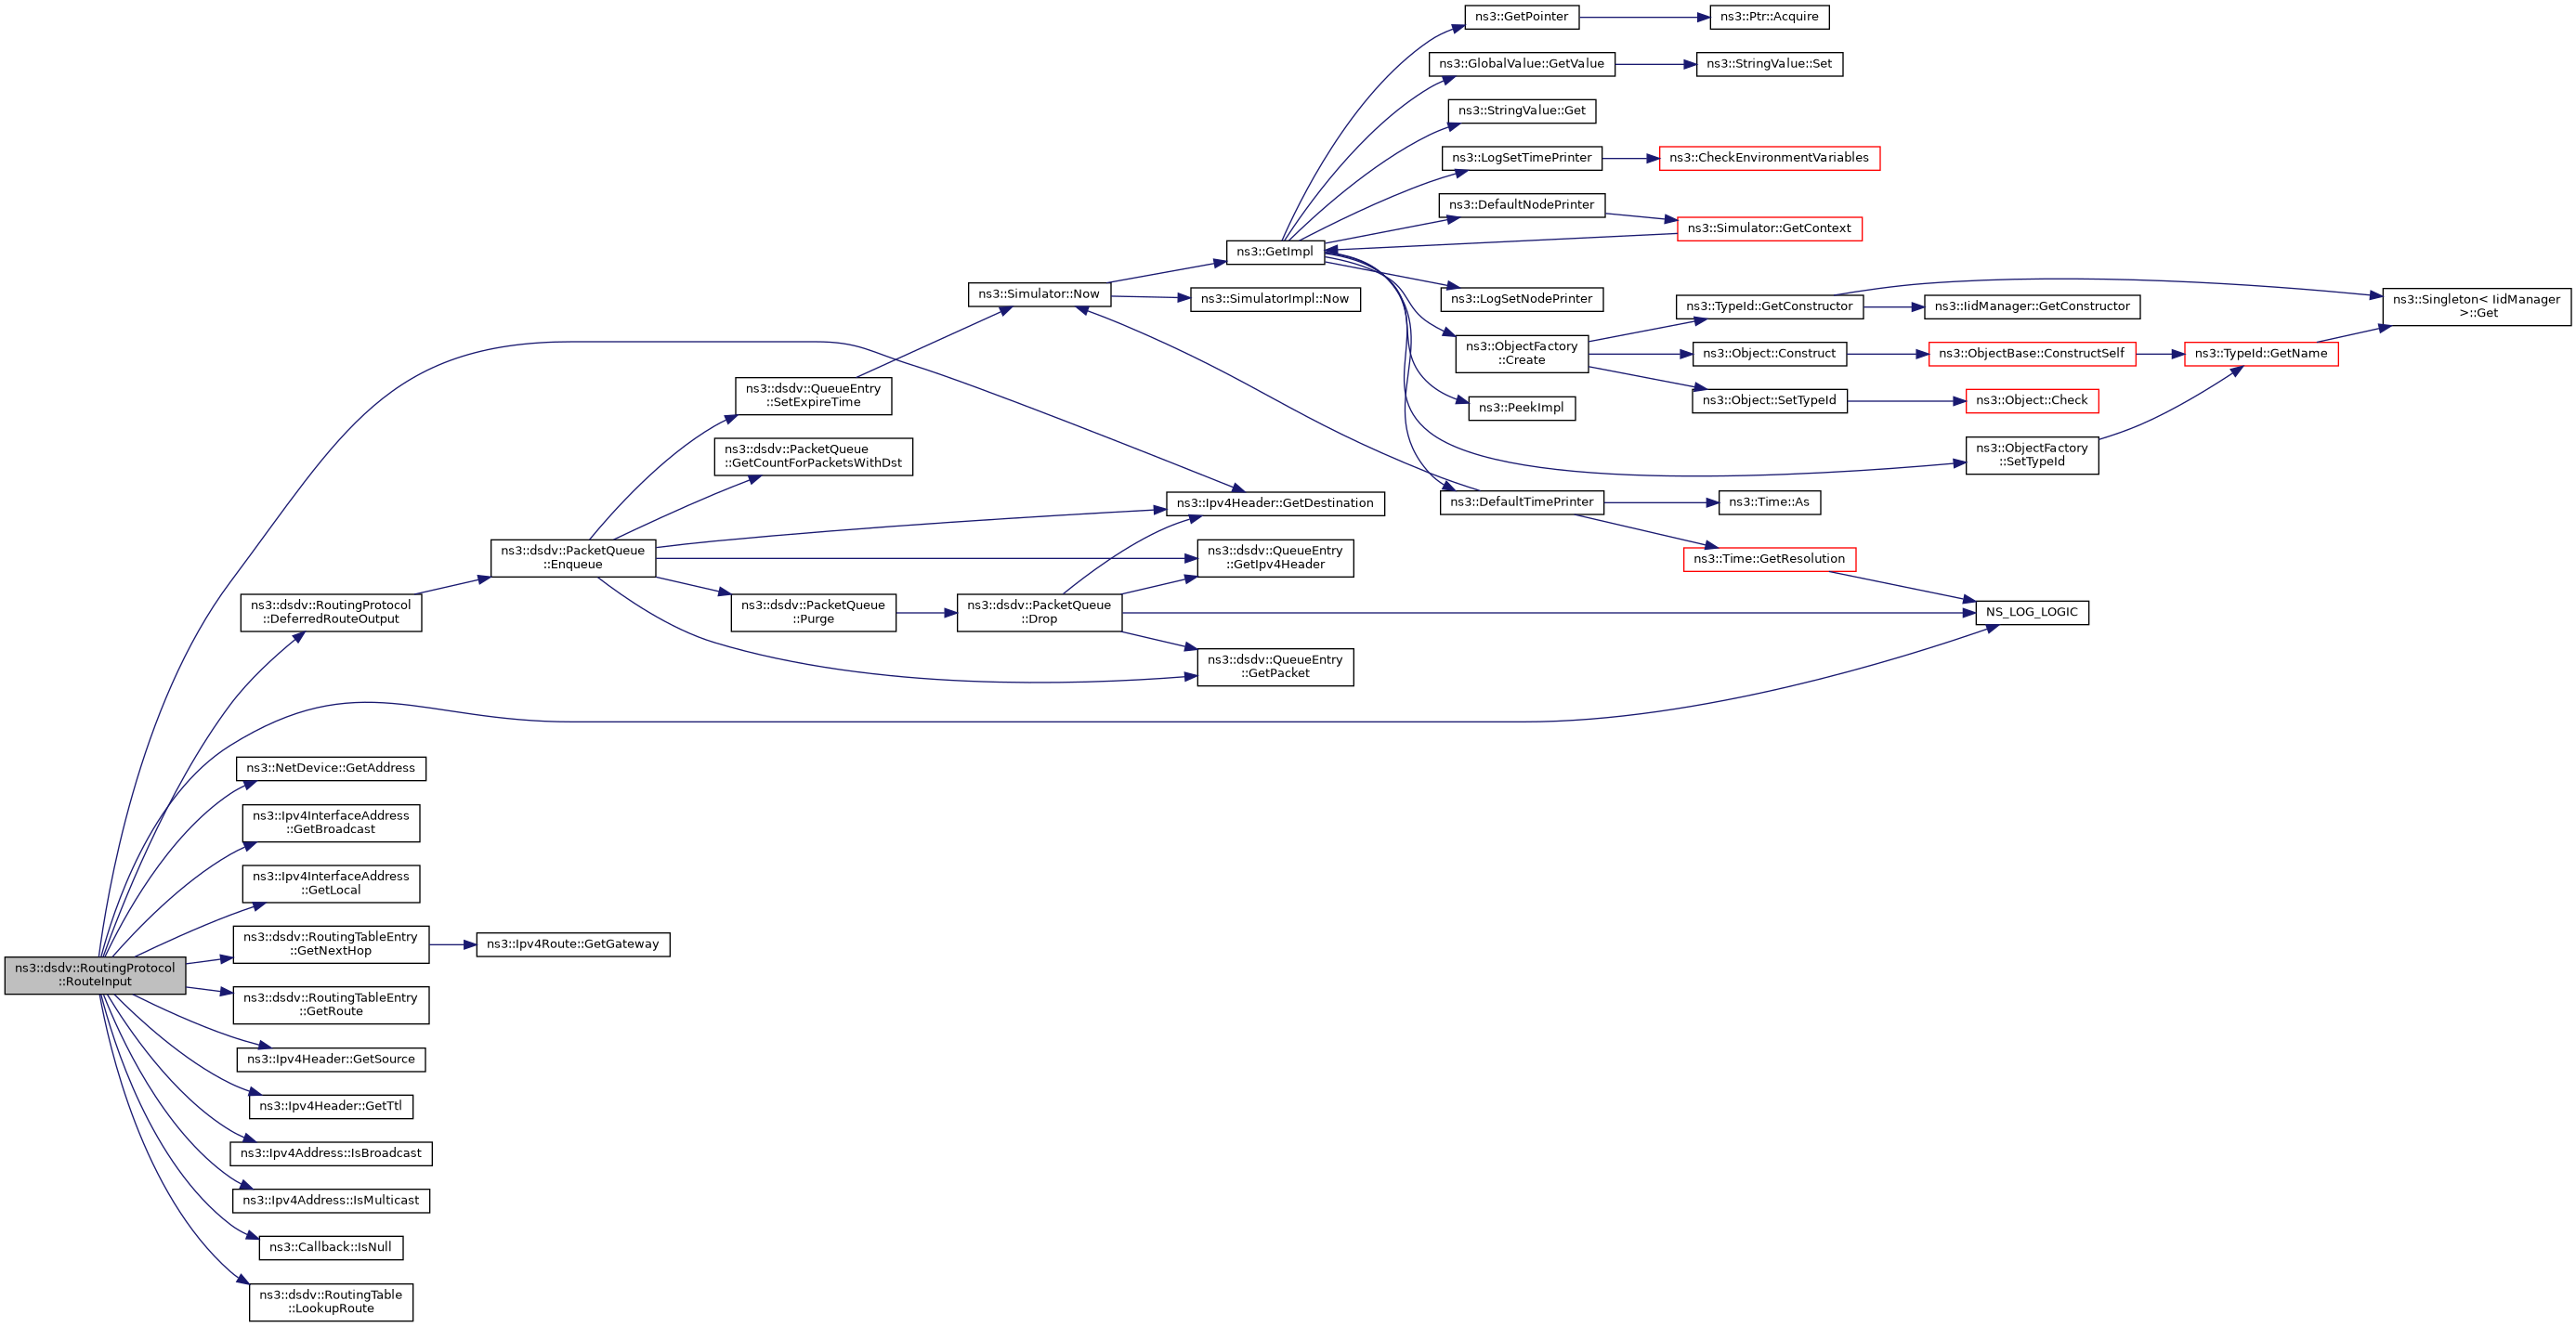 ns3::GetPointer
ns3::Ptr::Acquire
ns3::GlobalValue::GetValue
ns3::StringValue::Set
ns3::StringValue::Get
ns3::LogSetTimePrinter
ns3::CheckEnvironmentVariables
ns3::DefaultNodePrinter
ns3::Simulator::GetContext
ns3::GetImpl
ns3::Simulator::Now
ns3::SimulatorImpl::Now
ns3::LogSetNodePrinter
ns3::TypeId::GetConstructor
ns3::IidManager::GetConstructor
ns3::Singleton< IidManager
>::Get
ns3::ObjectFactory
::Create
ns3::Object::Construct
ns3::ObjectBase::ConstructSelf
ns3::TypeId::GetName
ns3::dsdv::QueueEntry
::SetExpireTime
ns3::PeekImpl
ns3::Object::SetTypeId
ns3::Object::Check
ns3::dsdv::PacketQueue
::GetCountForPacketsWithDst
ns3::ObjectFactory
::SetTypeId
ns3::Ipv4Header::GetDestination
ns3::DefaultTimePrinter
ns3::Time::As
ns3::dsdv::PacketQueue
::Enqueue
ns3::dsdv::QueueEntry
::GetIpv4Header
ns3::Time::GetResolution
ns3::dsdv::RoutingProtocol
::DeferredRouteOutput
ns3::dsdv::PacketQueue
::Purge
ns3::dsdv::PacketQueue
::Drop
NS_LOG_LOGIC
ns3::dsdv::QueueEntry
::GetPacket
ns3::NetDevice::GetAddress
ns3::Ipv4InterfaceAddress
::GetBroadcast
ns3::Ipv4InterfaceAddress
::GetLocal
ns3::dsdv::RoutingTableEntry
::GetNextHop
ns3::Ipv4Route::GetGateway
ns3::dsdv::RoutingProtocol
::RouteInput
ns3::dsdv::RoutingTableEntry
::GetRoute
ns3::Ipv4Header::GetSource
ns3::Ipv4Header::GetTtl
ns3::Ipv4Address::IsBroadcast
ns3::Ipv4Address::IsMulticast
ns3::Callback::IsNull
ns3::dsdv::RoutingTable
::LookupRoute